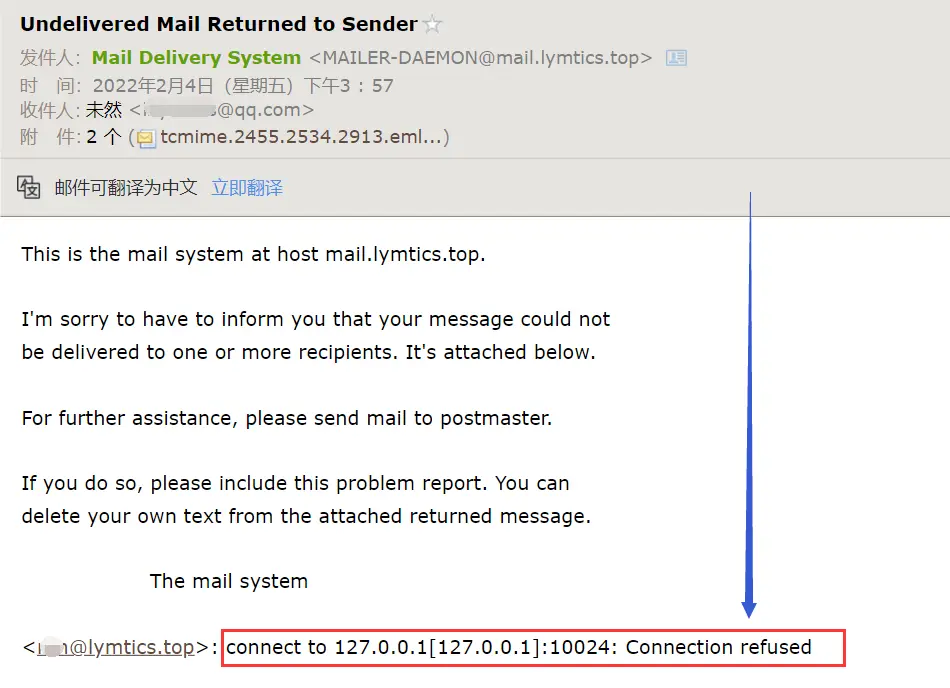 Undelivered Mail Returned to Sender
发件人: Mail Delivery System <MAILER-DAEMON@mail.lymtics.top>
时 间: 2022年2月4日 (星期五) 下午3:57
收件人: 未然 <@qq.com>
附 件: 2 个 (tcmime.2455.2534.2913.eml...)
邮件可翻译为中文 立即翻译
This is the mail system at host mail.lymtics.top.
I'm sorry to have to inform you that your message could not
be delivered to one or more recipients. It's attached below.
For further assistance, please send mail to postmaster.
If you do so, please include this problem report. You can
delete your own text from the attached returned message.
The mail system
<@lymtics.top>: connect to 127.0.0.1[127.0.0.1]:10024: Connection refused